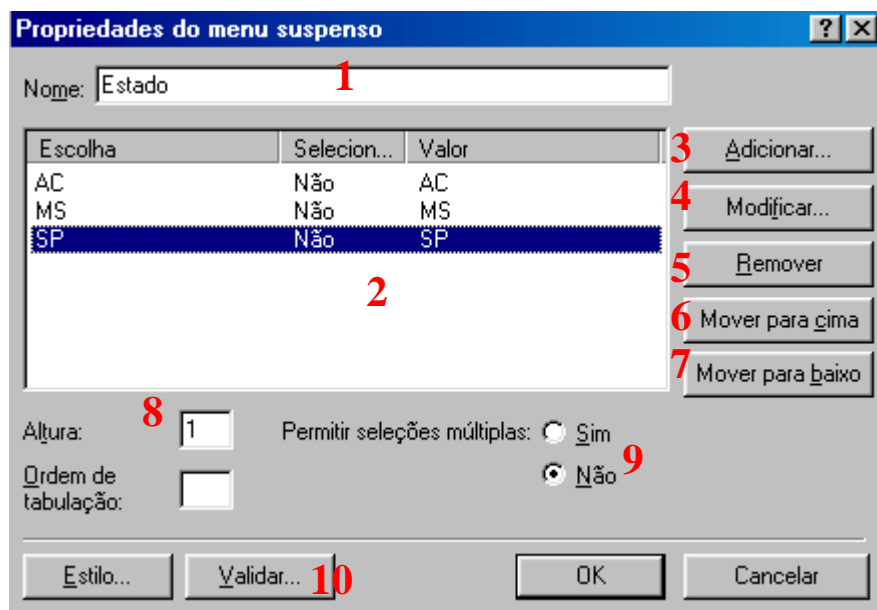 Propriedades do menu suspenso
Nome: Estado 1
Escolha Selecion... Valor
AC Não AC
MS Não MS
SP Não SP
2
3 Adicionar...
4 Modificar...
5 Remover
6 Mover para cima
7 Mover para baixo
8
Altura: 1 Permitir seleções múltiplas: Sim
Não 9
Ordem de
tabulação:
Estilo... Validar... 10 OK Cancelar